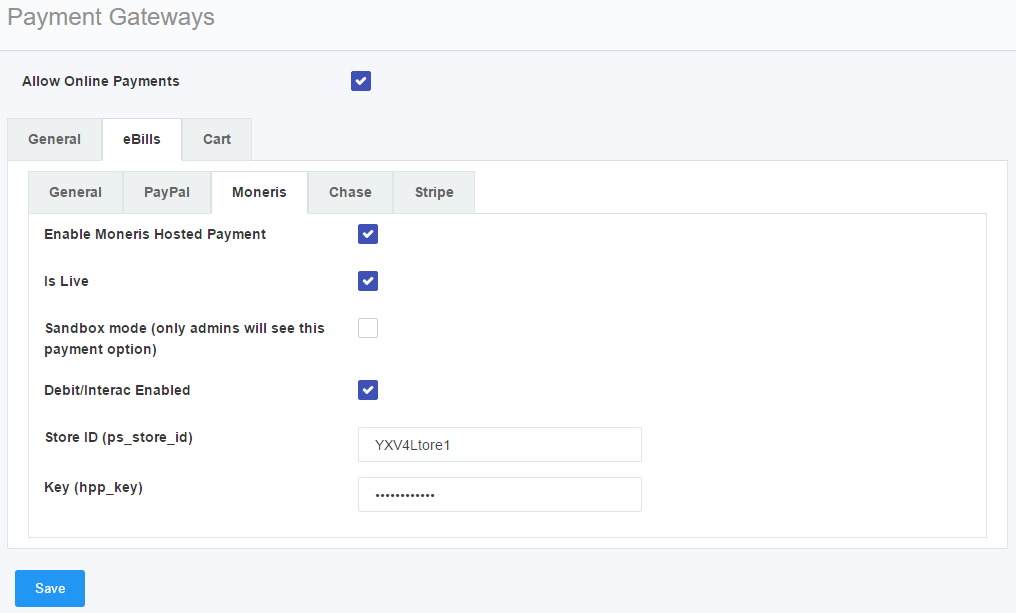 Payment Gateways
Allow Online Payments
General eBills Cart
General PayPal Moneris Chase Stripe
Enable Moneris Hosted Payment
Is Live
Sandbox mode (only admins will see this
payment option)
Debit/Interac Enabled
Store ID (ps_store_id) YXV4Ltore1
Key (hpp_key) ••••••••••••
Save